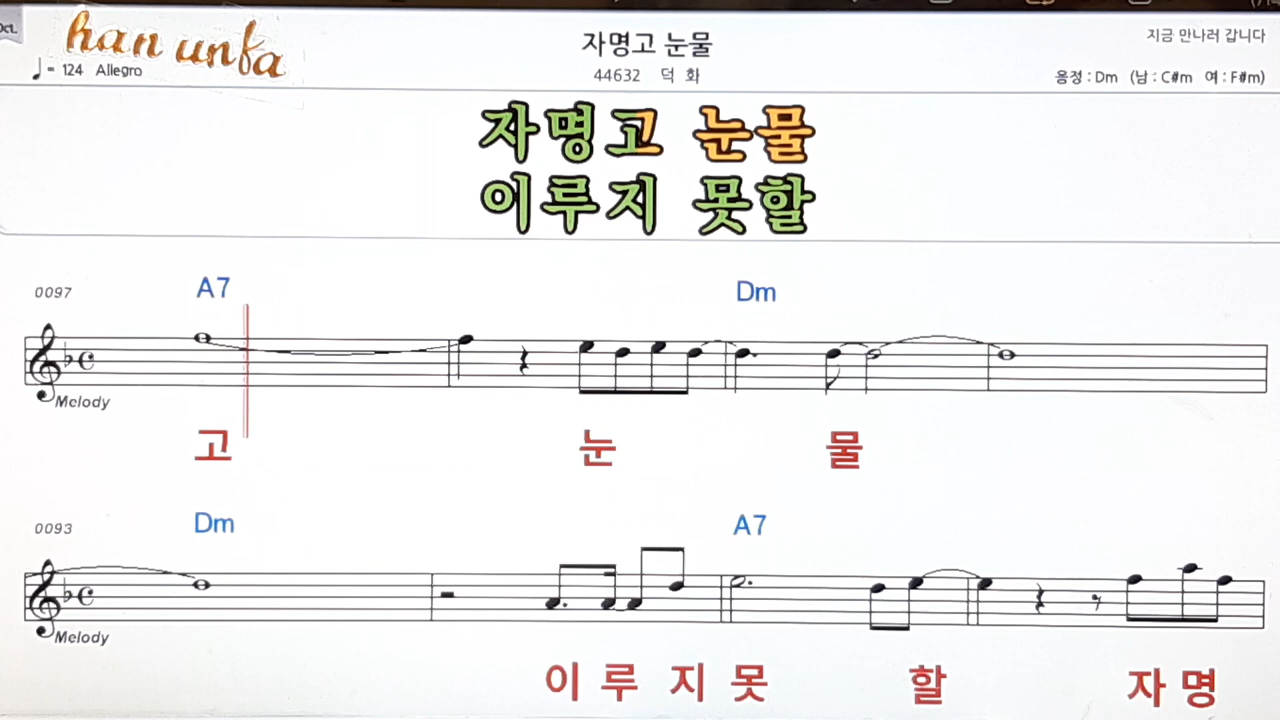 Oct.
han unfa
♩= 124 Allegro
자명고 눈물
44632 덕 화
지금 만나러 갑니다
음정 : Dm (남 : C#m 여 : F#m)
자명고 눈물
이루지 못할
0097
A7 Dm
Melody
고 눈 물
0093
Dm A7
Melody
이 루 지 못 할 자 명